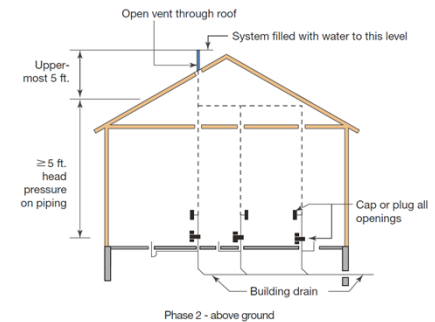 Open vent through roof
System filled with water to this level
Upper-
most 5 ft.
≥5 ft.
head
pressure
on piping
Cap or plug all
openings
Building drain
Phase 2 - above ground